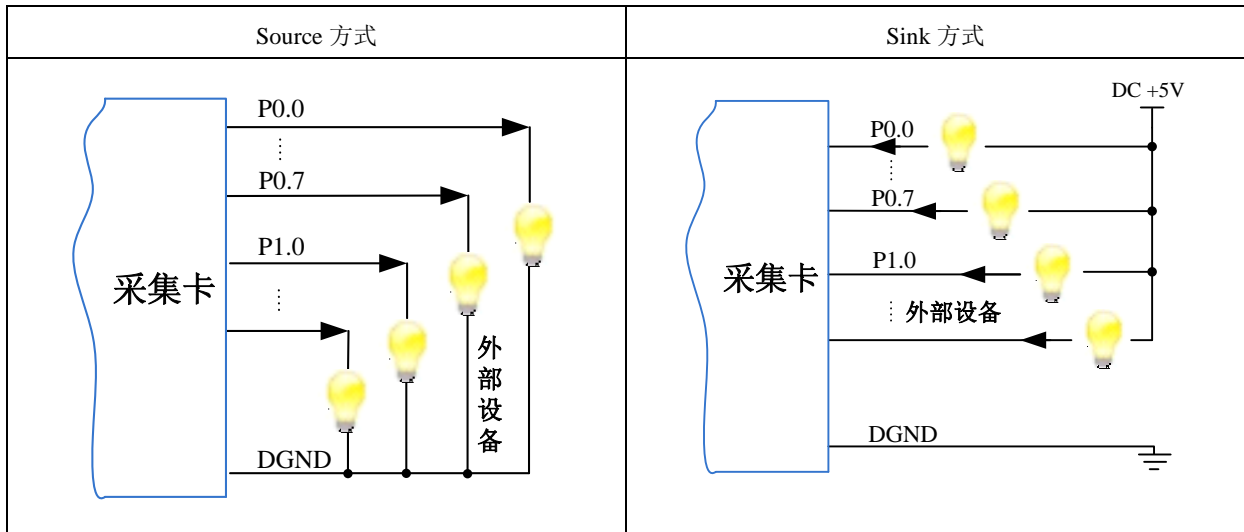 Source 方式
Sink 方式
P0.0
⋮
P0.7
P1.0
⋮
采集卡
外部设备
DGND
DC +5V
P0.0
⋮
P0.7
P1.0
采集卡
⋮ 外部设备
DGND